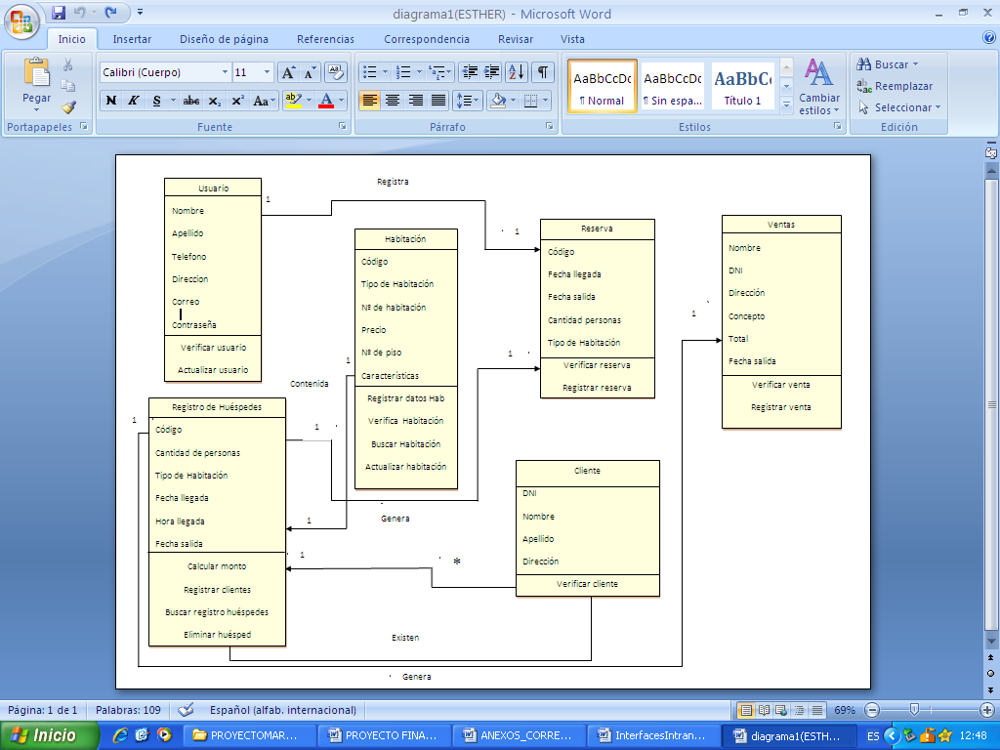 diagrama1(ESTHER) - Microsoft Word
Inicio
Insertar
Diseño de página
Referencias
Correspondencia
Revisar
Vista
Pegar
Portapapeles
Calibri (Cuerpo)
11
N K S abc x₂ x² Aa
Fuente
Párrafo
AaBbCcDc
¶ Normal
AaBbCcDc
¶ Sin espa...
AaBbC
Título 1
Cambiar
estilos
Estilos
Buscar
Reemplazar
Seleccionar
Edición
Usuario
Nombre
Apellido
Telefono
Direccion
Correo
Contraseña
Verificar usuario
Actualizar usuario
1
Registra
1
Habitación
Código
Tipo de Habitación
Nº de habitación
Precio
Nº de piso
Características
Registrar datos Hab
Verifica Habitación
Buscar Habitación
Actualizar habitación
Reserva
Código
Fecha llegada
Fecha salida
Cantidad personas
Tipo de Habitación
Verificar reserva
Registrar reserva
Ventas
Nombre
DNI
Dirección
Concepto
Total
Fecha salida
Verificar venta
Registrar venta
1
1
1
Contenida
1
1
Registro de Huéspedes
Código
Cantidad de personas
Tipo de Habitación
Fecha llegada
Hora llegada
Fecha salida
Calcular monto
Registrar clientes
Buscar registro huéspedes
Eliminar huésped
1
Genera
1
*
Cliente
DNI
Nombre
Apellido
Dirección
Verificar cliente
Existen
Genera
Página: 1 de 1
Palabras: 109
Español (alfab. internacional)
69%
Inicio
PROYECTOMAR...
PROYECTO FINA...
ANEXOS_CORRE...
InterfacesIntran...
diagrama1(ESTH...
ES
12:48